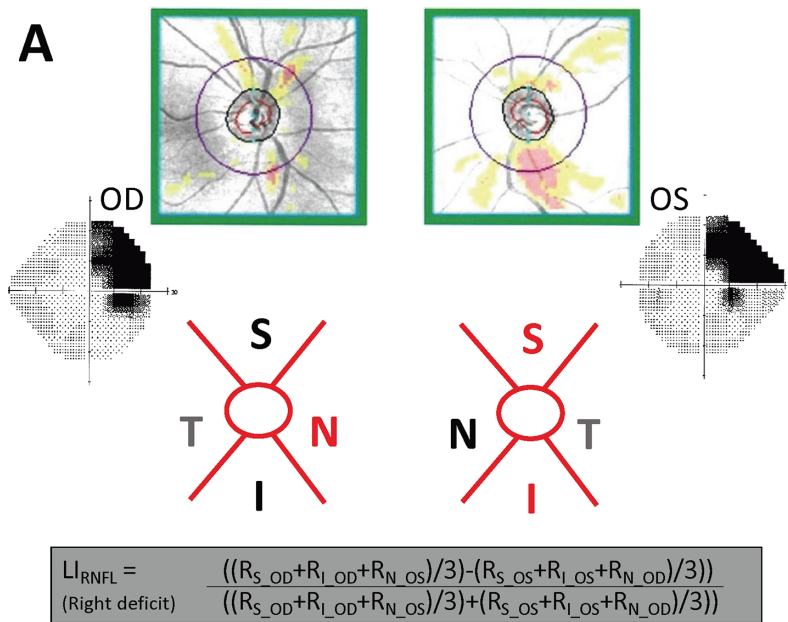 A
OD
OS
30
S
S
T
N
N
T
I
I
LI_RNFL = ((R_S_OD+R_I_OD+R_N_OS)/3)-(R_S_OS+R_I_OS+R_N_OD)/3))
(Right deficit) ((R_S_OD+R_I_OD+R_N_OS)/3)+(R_S_OS+R_I_OS+R_N_OD)/3))